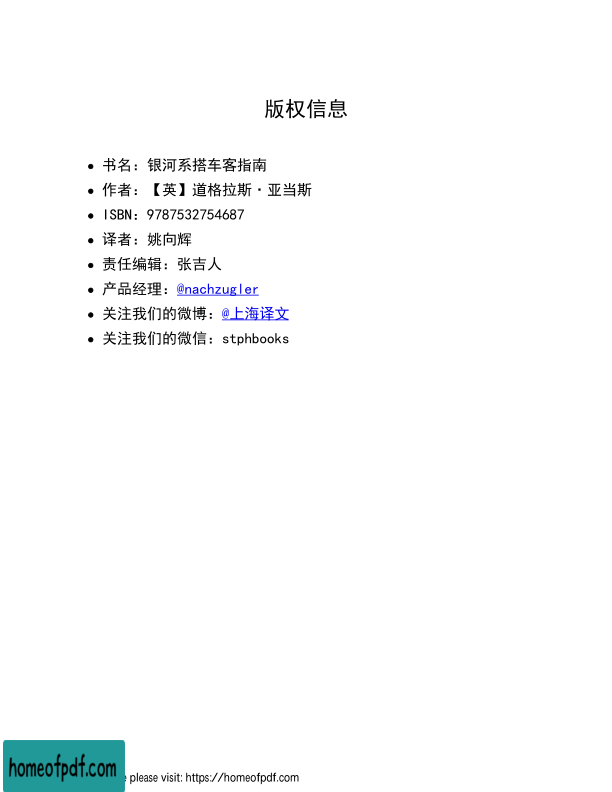 版权信息
书名：银河系搭车客指南
作者：【英】道格拉斯·亚当斯
ISBN：9787532754687
译者：姚向辉
责任编辑：张吉人
产品经理：@nachzugler
关注我们的微博：@上海译文
关注我们的微信：stphbooks
homeofpdf.com
please visit: https://homeofpdf.com